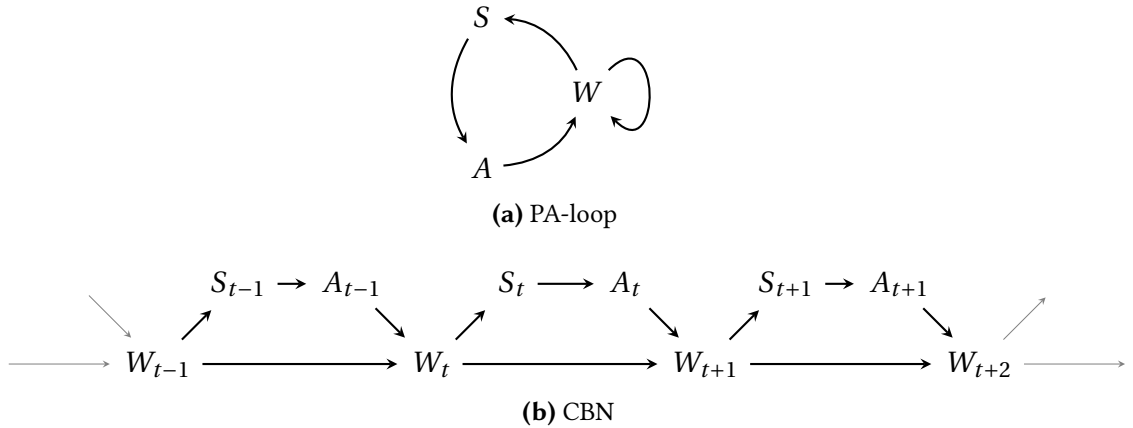 S
W
A
(a) PA-loop
S_{t−1} A_{t−1} S_t A_t S_{t+1} A_{t+1}
W_{t−1} W_t W_{t+1} W_{t+2}
(b) CBN